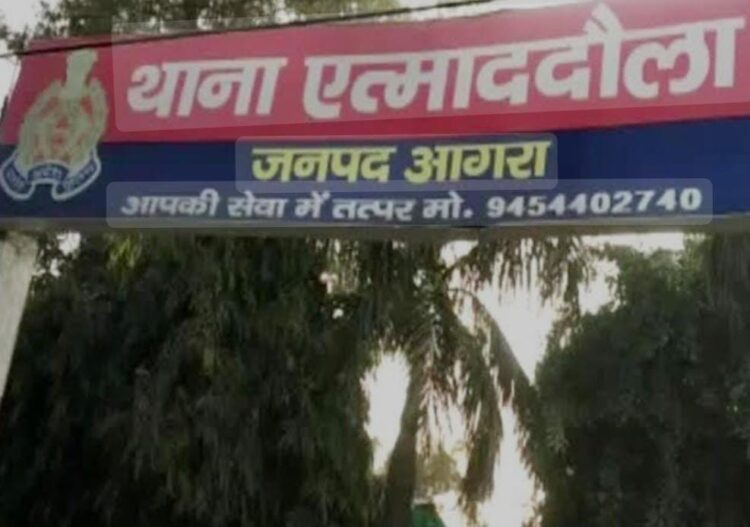 थाना एत्माददौला
जनपद आगरा
आपकी सेवा में तत्पर मो. 9454402740